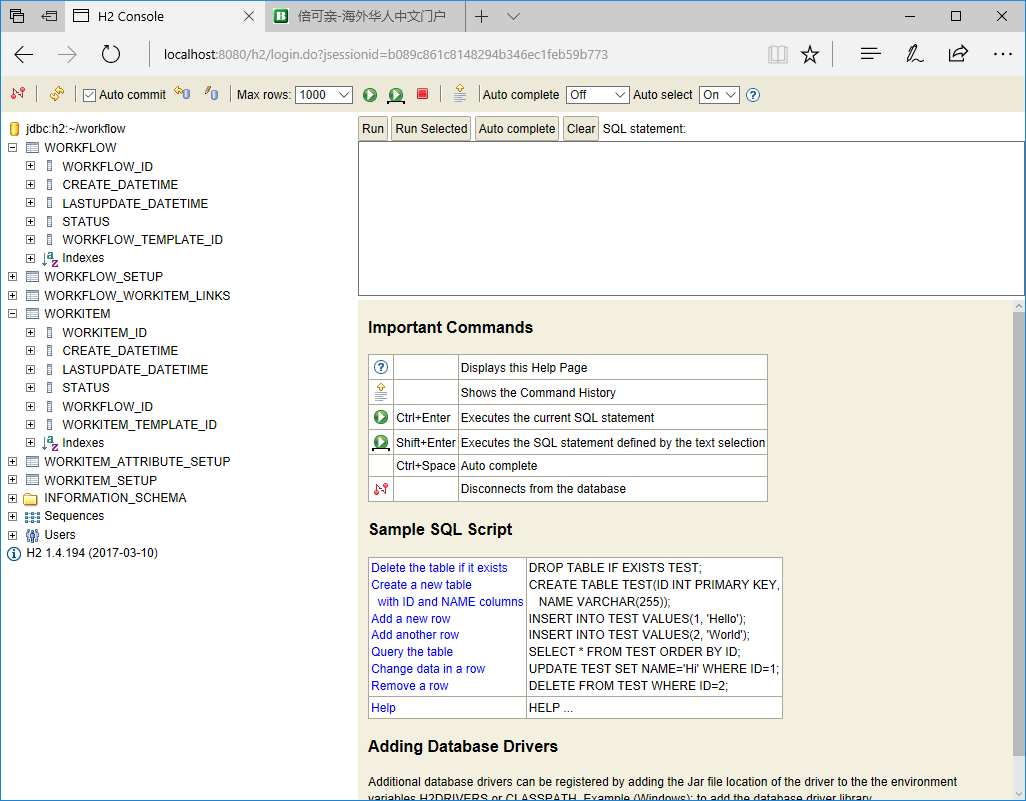 H2 Console
倍可亲-海外华人中文门户
localhost:8080/h2/login.do?jsessionid=b089c861c8148294b346ec1feb59b773
Auto commit
Max rows: 1000
Auto complete Off
Auto select On
jdbc:h2:~/workflow
WORKFLOW
WORKFLOW_ID
CREATE_DATETIME
LASTUPDATE_DATETIME
STATUS
WORKFLOW_TEMPLATE_ID
Indexes
WORKFLOW_SETUP
WORKFLOW_WORKITEM_LINKS
WORKITEM
WORKITEM_ID
CREATE_DATETIME
LASTUPDATE_DATETIME
STATUS
WORKFLOW_ID
WORKITEM_TEMPLATE_ID
Indexes
WORKITEM_ATTRIBUTE_SETUP
WORKITEM_SETUP
INFORMATION_SCHEMA
Sequences
Users
H2 1.4.194 (2017-03-10)
Run Run Selected Auto complete Clear SQL statement:
Important Commands
Displays this Help Page
Shows the Command History
Ctrl+Enter Executes the current SQL statement
Shift+Enter Executes the SQL statement defined by the text selection
Ctrl+Space Auto complete
Disconnects from the database
Sample SQL Script
Delete the table if it exists DROP TABLE IF EXISTS TEST;
Create a new table CREATE TABLE TEST(ID INT PRIMARY KEY,
with ID and NAME columns NAME VARCHAR(255));
Add a new row INSERT INTO TEST VALUES(1, 'Hello');
Add another row INSERT INTO TEST VALUES(2, 'World');
Query the table SELECT * FROM TEST ORDER BY ID;
Change data in a row UPDATE TEST SET NAME='Hi' WHERE ID=1;
Remove a row DELETE FROM TEST WHERE ID=2;
Help HELP ...
Adding Database Drivers
Additional database drivers can be registered by adding the Jar file location of the driver to the the environment
variables H2DRIVERS or CLASSPATH. Example (Windows): to add the database driver library